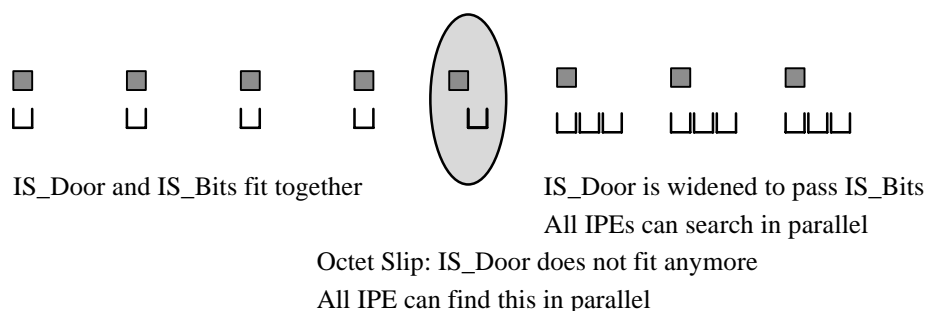 IS_Door and IS_Bits fit together
IS_Door is widened to pass IS_Bits
All IPEs can search in parallel
Octet Slip: IS_Door does not fit anymore
All IPE can find this in parallel